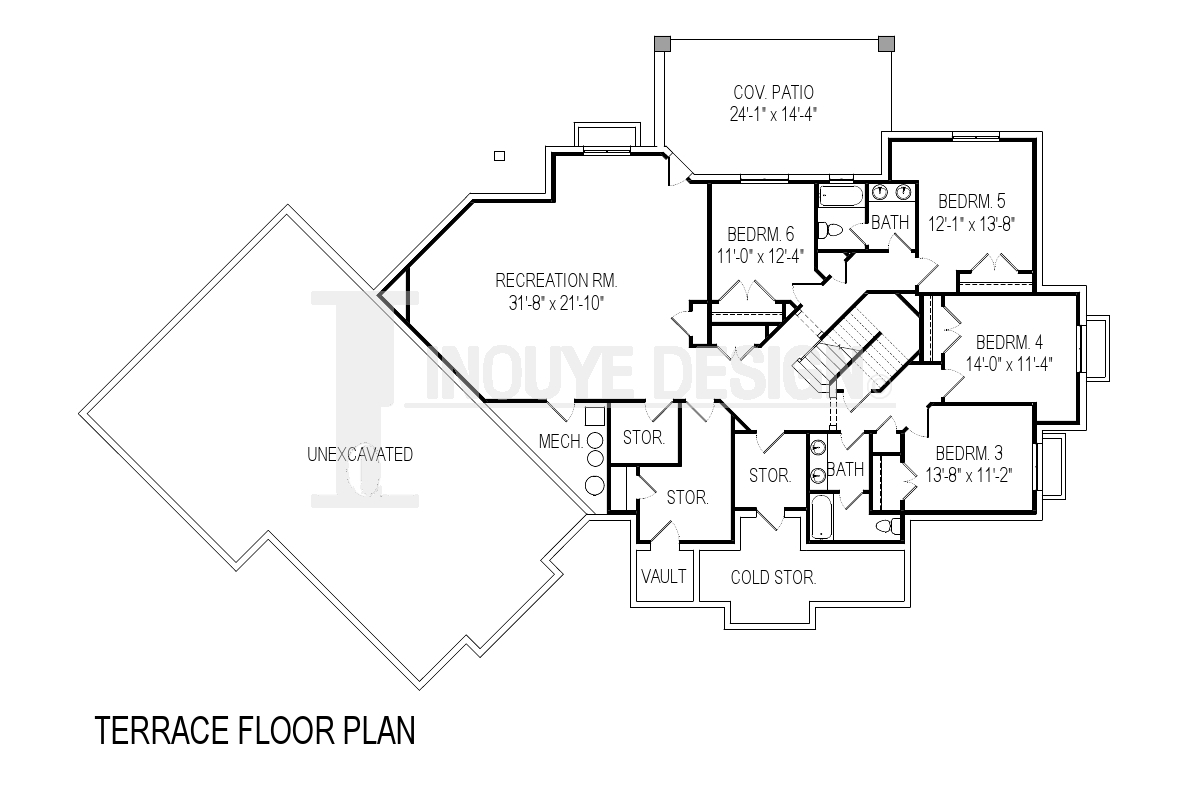 COV. PATIO
24'-1" x 14'-4"
BEDRM. 5
12'-1" x 13'-8"
BATH
BEDRM. 6
11'-0" x 12'-4"
RECREATION RM.
31'-8" x 21'-10"
BEDRM. 4
14'-0" x 11'-4"
I INOUYE DESIGN
MECH.
STOR.
UNEXCAVATED
BEDRM. 3
13'-8" x 11'-2"
STOR.
BATH
STOR.
VAULT
COLD STOR.
TERRACE FLOOR PLAN